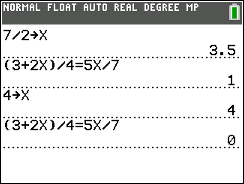 NORMAL FLOAT AUTO REAL DEGREE MP
7/2→X
3.5
(3+2X)/4=5X/7
1
4→X
4
(3+2X)/4=5X/7
0